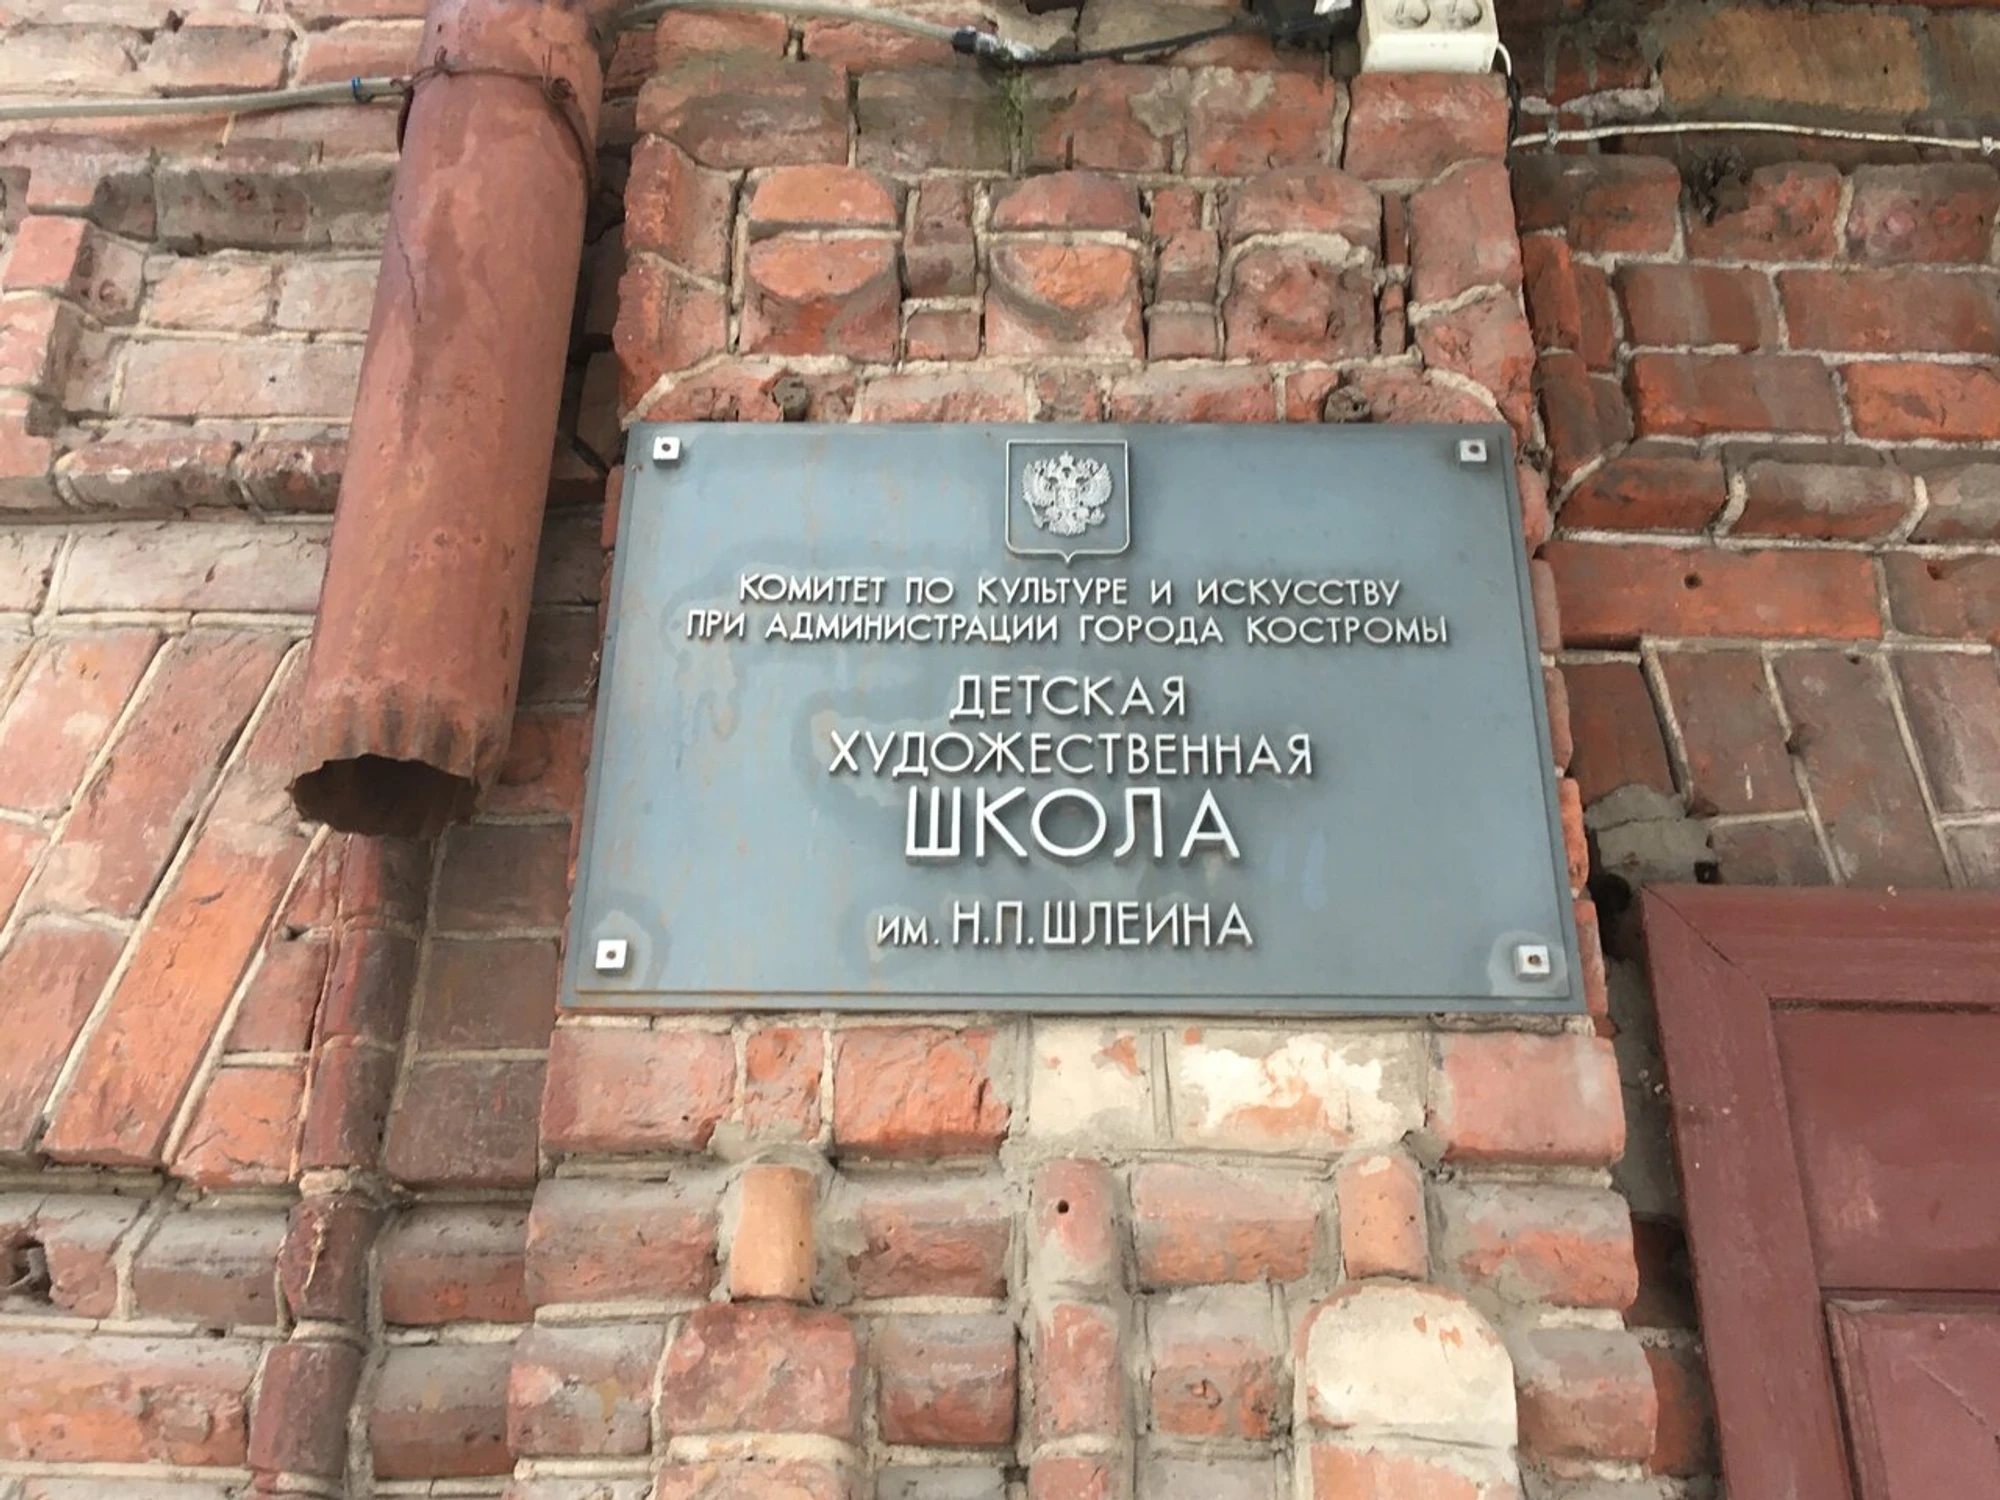 КОМИТЕТ ПО КУЛЬТУРЕ И ИСКУССТВУ
ПРИ АДМИНИСТРАЦИИ ГОРОДА КОСТРОМЫ
ДЕТСКАЯ
ХУДОЖЕСТВЕННАЯ
ШКОЛА
им. Н.П. ШЛЕИНА